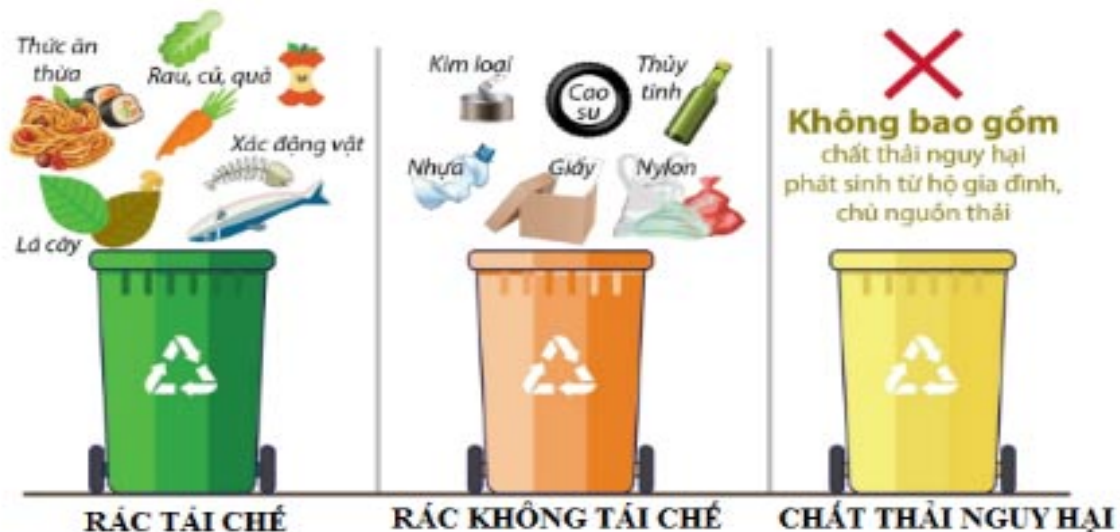 Thức ăn
thừa
Rau, củ, quả
Xác động vật
Lá cây
Kim loại
Cao
su
Thủy
tinh
Nhựa
Giấy
Nylon
Không bao gồm
chất thải nguy hại
phát sinh từ hộ gia đình,
chủ nguồn thải
RÁC TÁI CHẾ
RÁC KHÔNG TÁI CHẾ
CHẤT THẢI NGUY HẠI